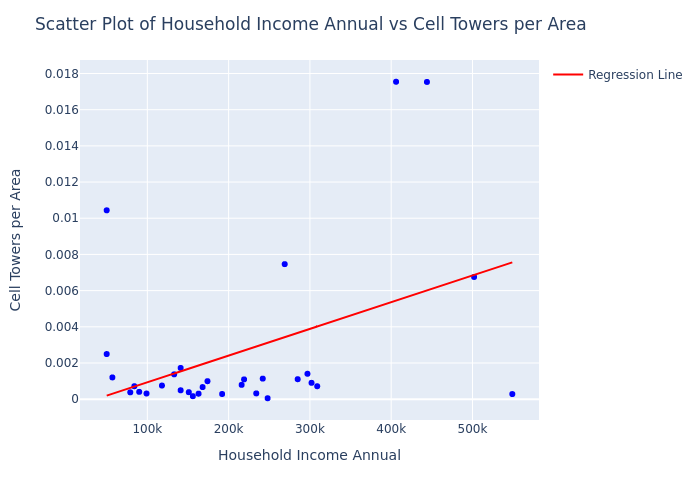 Scatter Plot of Household Income Annual vs Cell Towers per Area
Regression Line
0.018
0.016
0.014
0.012
0.01
0.008
0.006
0.004
0.002
0
Cell Towers per Area
100k 200k 300k 400k 500k
Household Income Annual